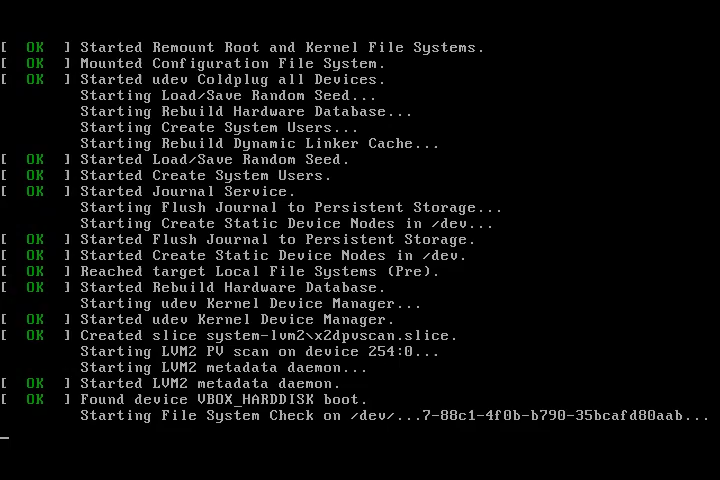 [  OK  ] Started Remount Root and Kernel File Systems.
[  OK  ] Mounted Configuration File System.
[  OK  ] Started udev Coldplug all Devices.
         Starting Load/Save Random Seed...
         Starting Rebuild Hardware Database...
         Starting Create System Users...
         Starting Rebuild Dynamic Linker Cache...
[  OK  ] Started Load/Save Random Seed.
[  OK  ] Started Create System Users.
[  OK  ] Started Journal Service.
         Starting Flush Journal to Persistent Storage...
         Starting Create Static Device Nodes in /dev...
[  OK  ] Started Flush Journal to Persistent Storage.
[  OK  ] Started Create Static Device Nodes in /dev.
[  OK  ] Reached target Local File Systems (Pre).
[  OK  ] Started Rebuild Hardware Database.
         Starting udev Kernel Device Manager...
[  OK  ] Started udev Kernel Device Manager.
[  OK  ] Created slice system-lvm2\x2dpvscan.slice.
         Starting LVM2 PV scan on device 254:0...
         Starting LVM2 metadata daemon...
[  OK  ] Started LVM2 metadata daemon.
[  OK  ] Found device VBOX_HARDDISK boot.
         Starting File System Check on /dev/...7-88c1-4f0b-b790-35bcafd80aab...